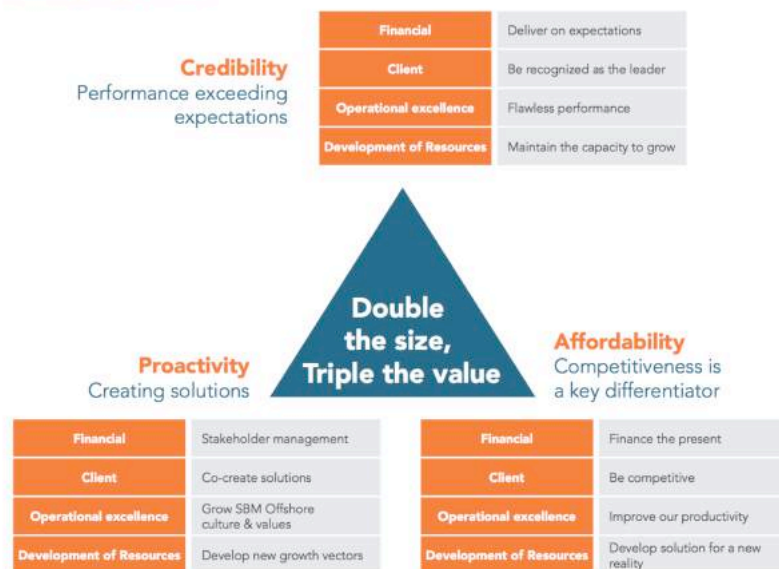 Financial Deliver on expectations
Credibility
Client Be recognized as the leader
Performance exceeding
expectations
Operational excellence Flawless performance
Development of Resources Maintain the capacity to grow
Double
the size,
Triple the value
Proactivity
Creating solutions
Affordability
Competitiveness is
a key differentiator
Financial Stakeholder management
Client Co-create solutions
Operational excellence Grow SBM Offshore
culture & values
Development of Resources Develop new growth vectors
Financial Finance the present
Client Be competitive
Operational excellence Improve our productivity
Development of Resources Develop solution for a new
reality